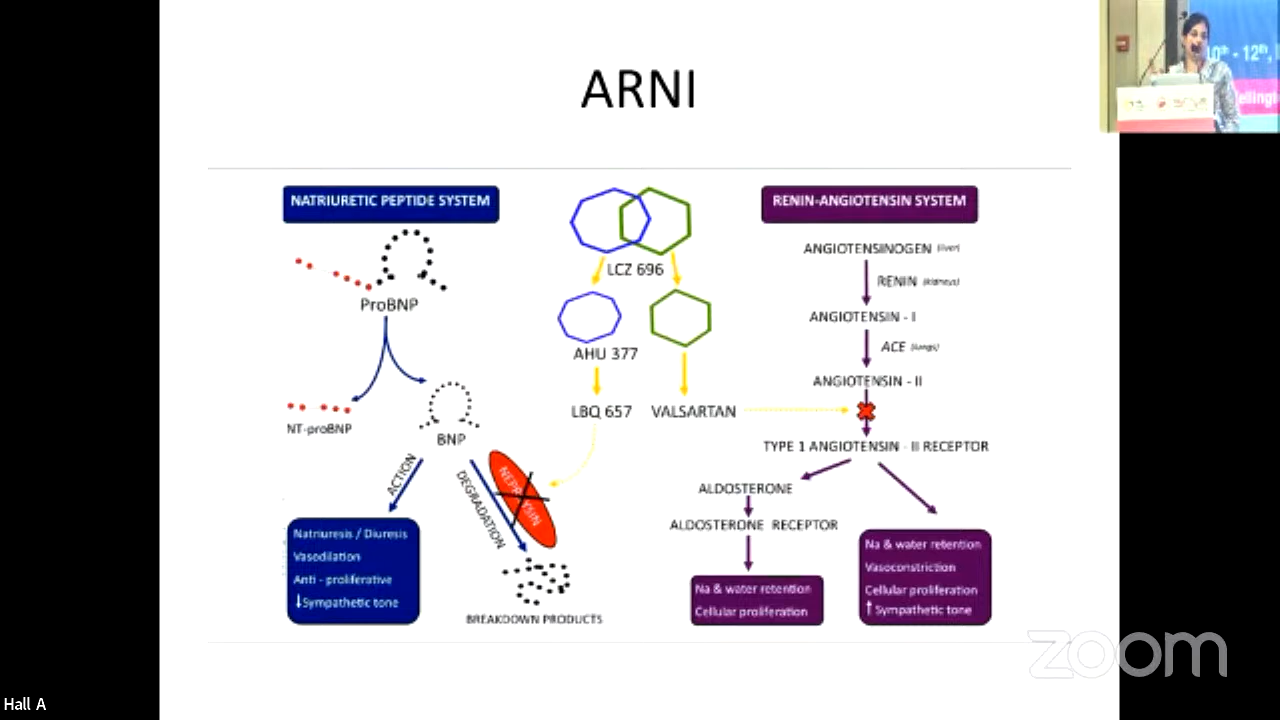 ARNI
10th - 12th,
NATRIURETIC PEPTIDE SYSTEM
ProBNP
NT-proBNP
BNP
ACTION
DEGRADATION
NEPRILYSIN
Natriuresis / Diuresis
Vasodilation
Anti - proliferative
↓Sympathetic tone
BREAKDOWN PRODUCTS
LCZ 696
AHU 377
LBQ 657
VALSARTAN
RENIN-ANGIOTENSIN SYSTEM
ANGIOTENSINOGEN (liver)
RENIN (kidneys)
ANGIOTENSIN - I
ACE (lungs)
ANGIOTENSIN - II
TYPE 1 ANGIOTENSIN - II RECEPTOR
ALDOSTERONE
ALDOSTERONE RECEPTOR
Na & water retention
Cellular proliferation
Na & water retention
Vasoconstriction
Cellular proliferation
↑ Sympathetic tone
zoom
Hall A